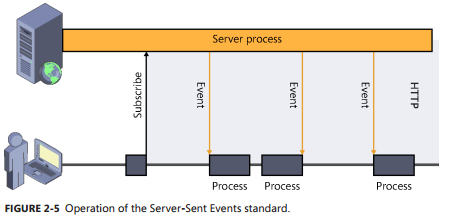 Server process
Subscribe
Event
Event
Event
HTTP
Process
Process
Process
FIGURE 2-5 Operation of the Server-Sent Events standard.